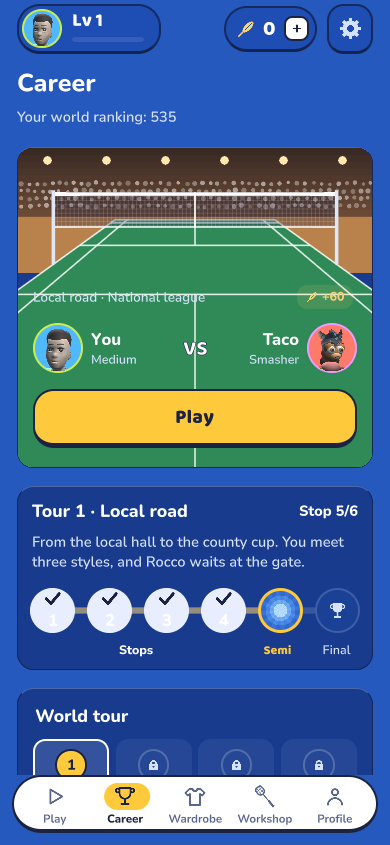 Lv 1
0 +
Career
Your world ranking: 535
Local road · National league
+60
You
Medium
VS
Taco
Smasher
Play
Tour 1 · Local road
Stop 5/6
From the local hall to the county cup. You meet
three styles, and Rocco waits at the gate.
1 2 3 4
Stops Semi Final
World tour
1
Play Career Wardrobe Workshop Profile